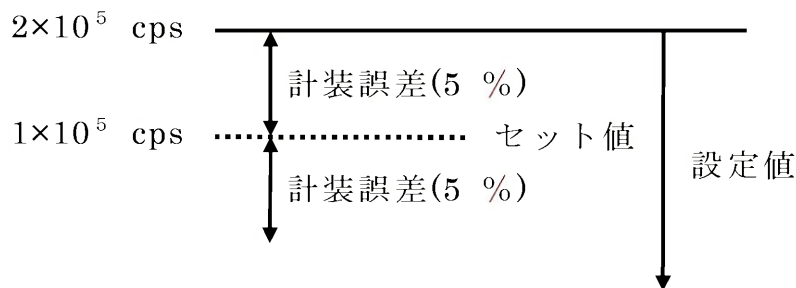 2×10⁵ cps
計装誤差(5 %)
1×10⁵ cps
セット値
設定値
計装誤差(5 %)